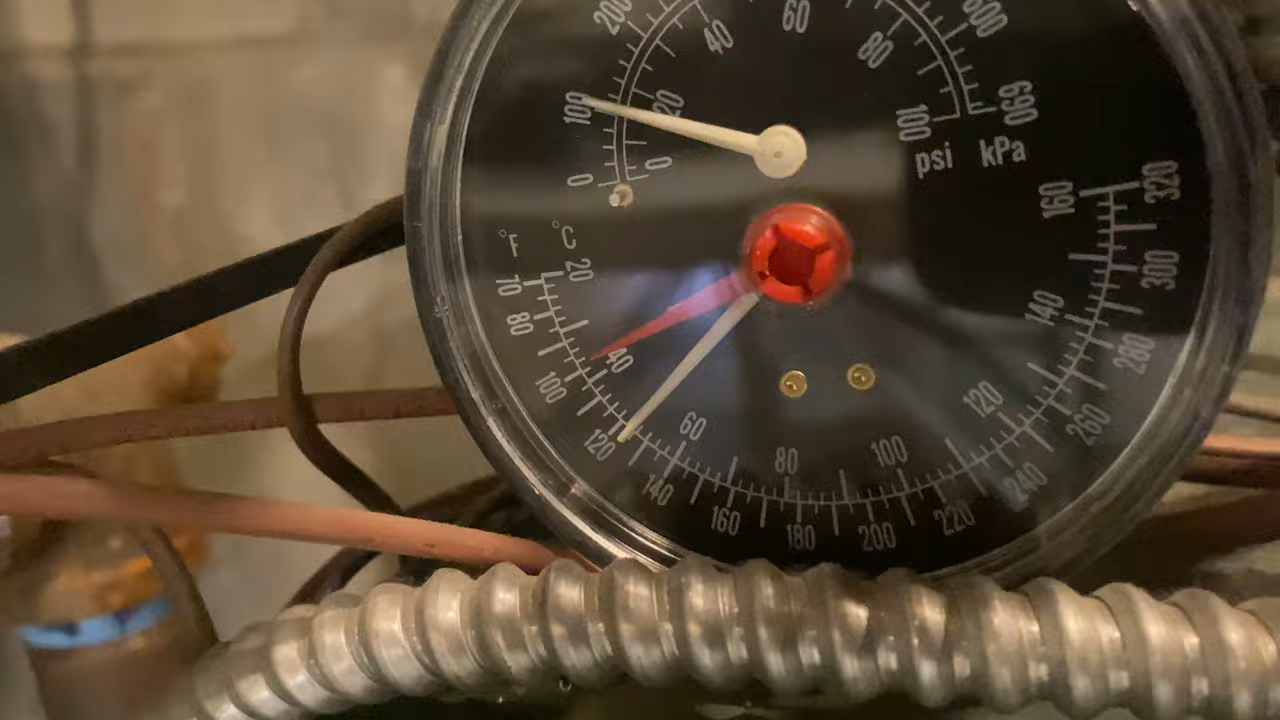 200 40 60 80 600
100 20 100 690
0 0 psi kPa
°F °C
70 20 160 320
80 140 300
100 40 280
120 60 120 260
140 80 100 240
160 180 200 220